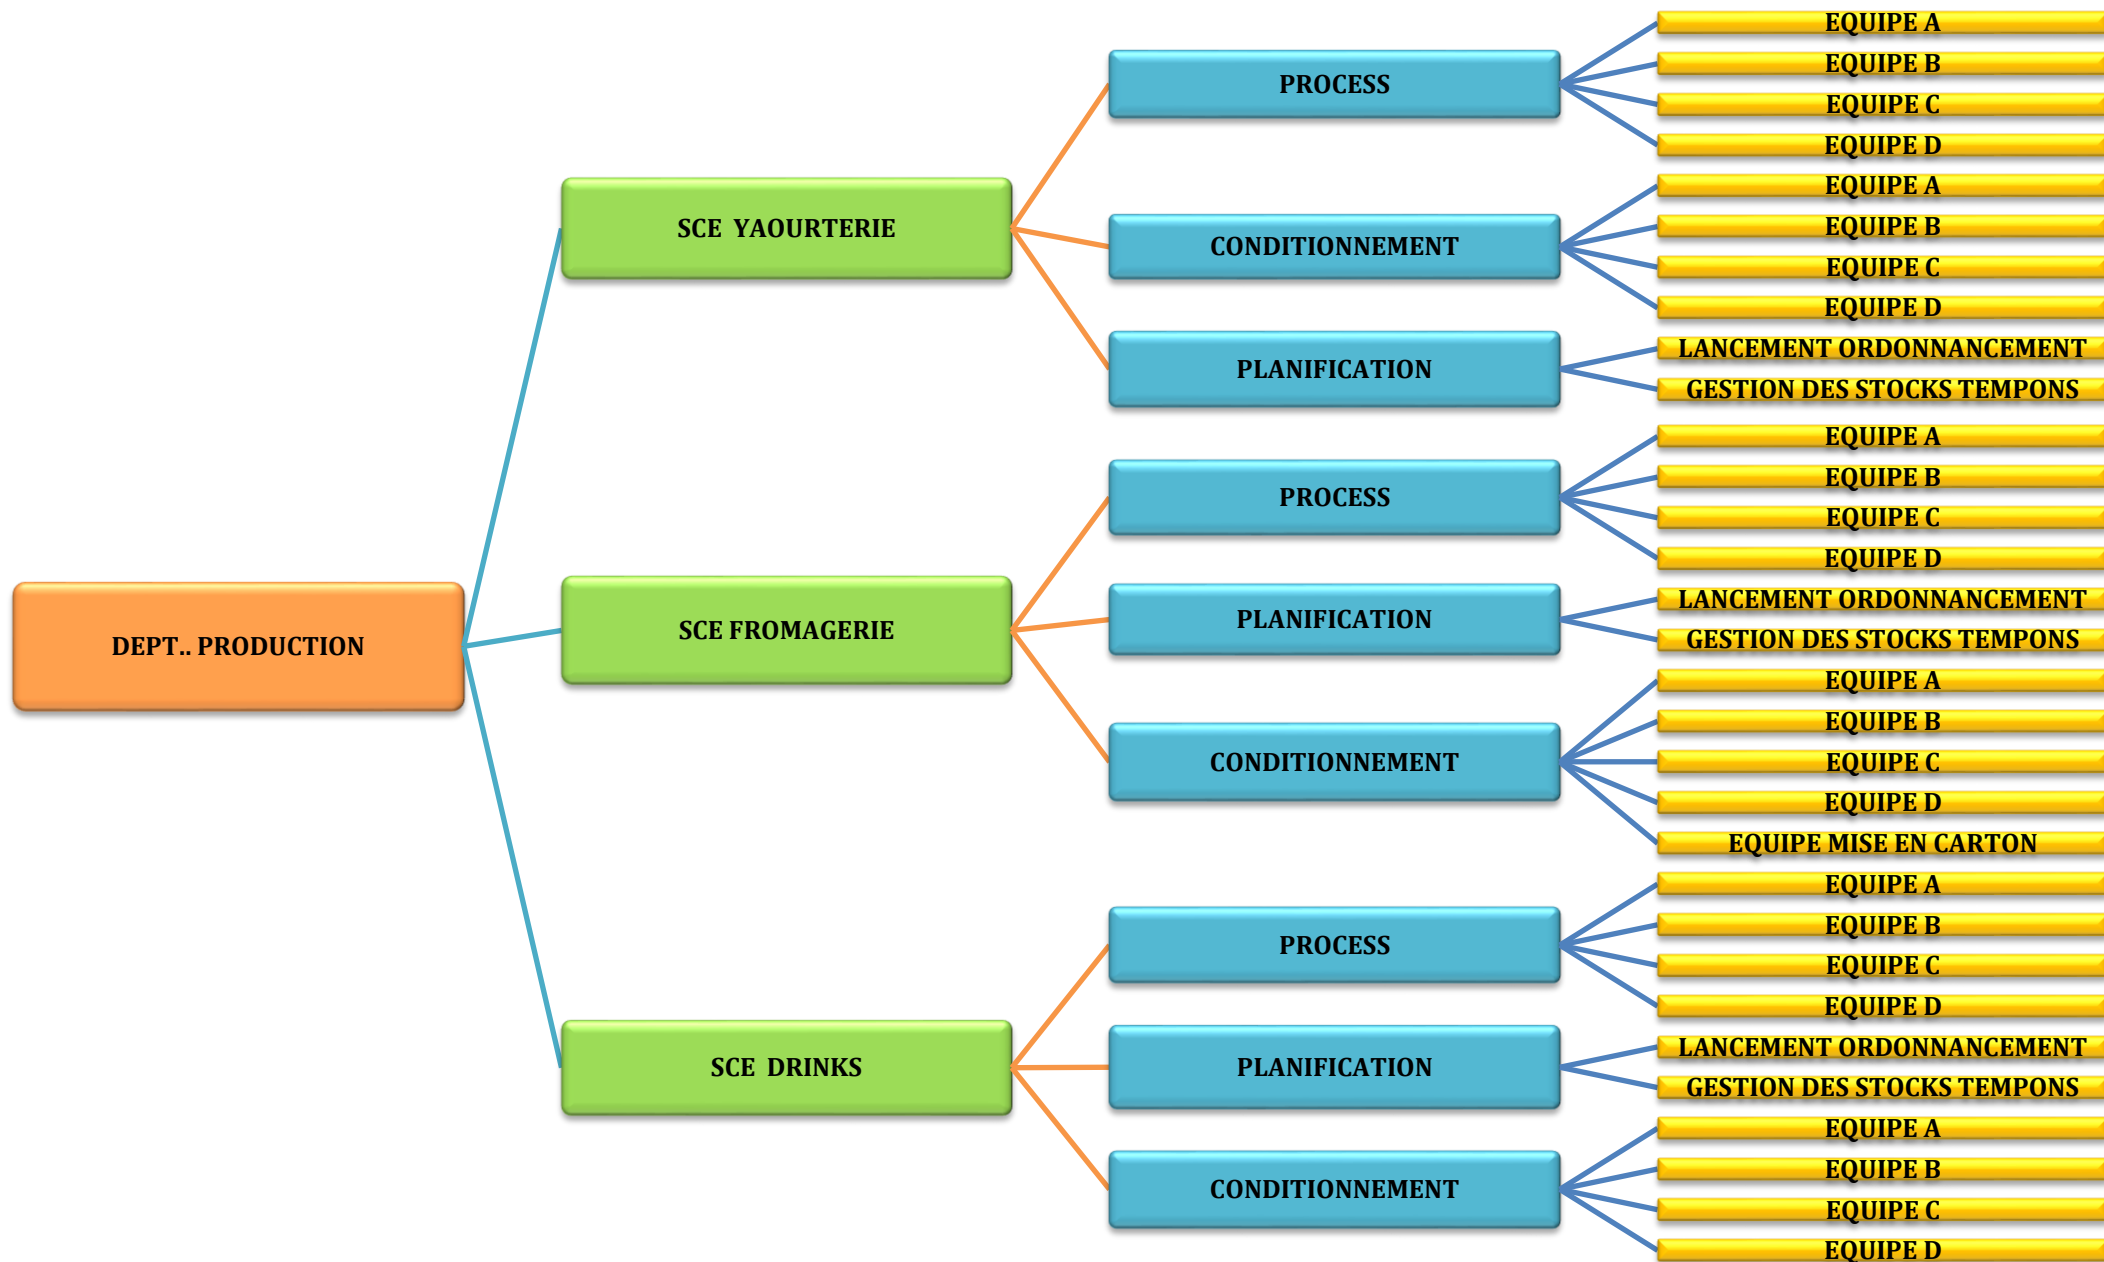 DEPT.. PRODUCTION
SCE YAOURTERIE
PROCESS
EQUIPE A
EQUIPE B
EQUIPE C
EQUIPE D
CONDITIONNEMENT
EQUIPE A
EQUIPE B
EQUIPE C
EQUIPE D
PLANIFICATION
LANCEMENT ORDONNANCEMENT
GESTION DES STOCKS TEMPONS
SCE FROMAGERIE
PROCESS
EQUIPE A
EQUIPE B
EQUIPE C
EQUIPE D
PLANIFICATION
LANCEMENT ORDONNANCEMENT
GESTION DES STOCKS TEMPONS
CONDITIONNEMENT
EQUIPE A
EQUIPE B
EQUIPE C
EQUIPE D
EQUIPE MISE EN CARTON
SCE DRINKS
PROCESS
EQUIPE A
EQUIPE B
EQUIPE C
EQUIPE D
PLANIFICATION
LANCEMENT ORDONNANCEMENT
GESTION DES STOCKS TEMPONS
CONDITIONNEMENT
EQUIPE A
EQUIPE B
EQUIPE C
EQUIPE D